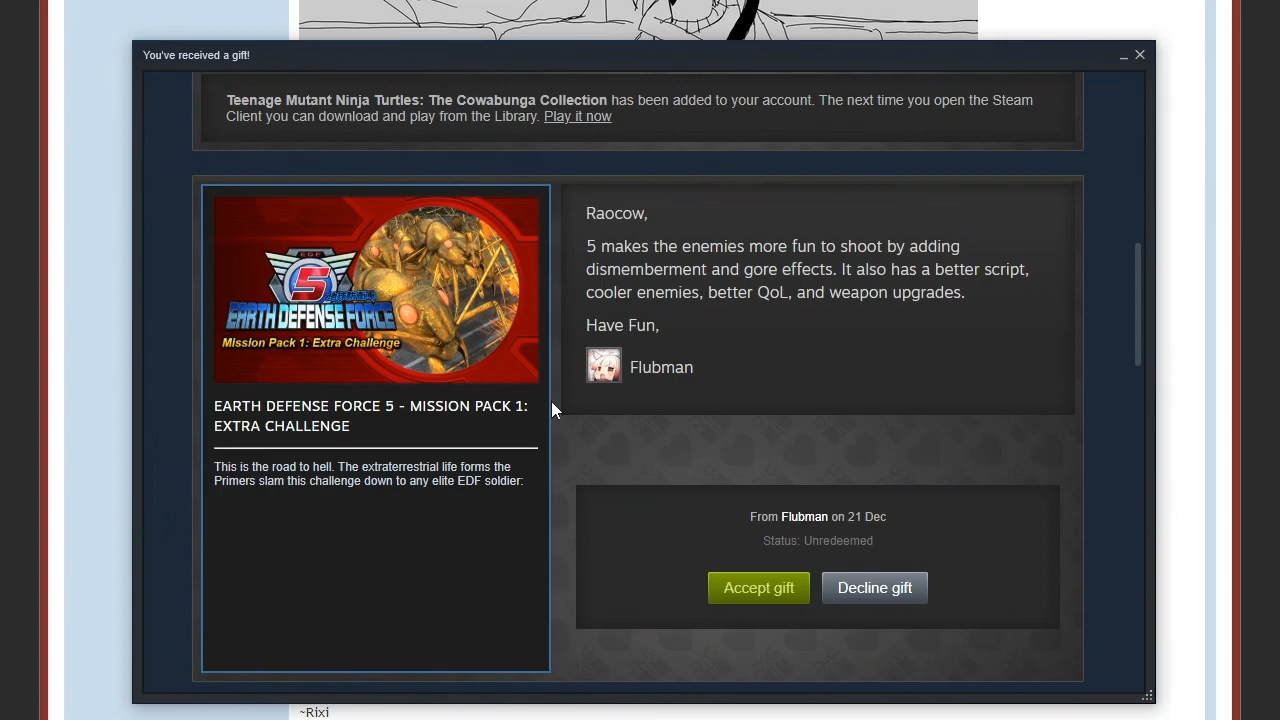 You've received a gift!
Teenage Mutant Ninja Turtles: The Cowabunga Collection has been added to your account. The next time you open the Steam
Client you can download and play from the Library. Play it now
EDF
5
EARTH DEFENSE FORCE
Mission Pack 1: Extra Challenge
EARTH DEFENSE FORCE 5 - MISSION PACK 1:
EXTRA CHALLENGE
This is the road to hell. The extraterrestrial life forms the
Primers slam this challenge down to any elite EDF soldier:
Raocow,
5 makes the enemies more fun to shoot by adding
dismemberment and gore effects. It also has a better script,
cooler enemies, better QoL, and weapon upgrades.
Have Fun,
Flubman
From Flubman on 21 Dec
Status: Unredeemed
Accept gift
Decline gift
~Rixi